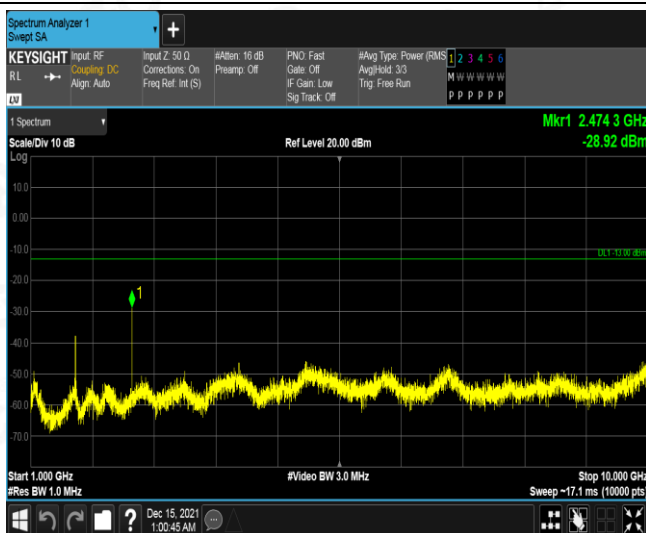 Spectrum Analyzer 1
Swept SA
+
KEYSIGHT
RL
LXI
Input: RF
Coupling: DC
Align: Auto
Input Z: 50 Ω
Corrections: On
Freq Ref: Int (S)
#Atten: 16 dB
Preamp: Off
PNO: Fast
Gate: Off
IF Gain: Low
Sig Track: Off
#Avg Type: Power (RMS
Avg|Hold: 3/3
Trig: Free Run
1 2 3 4 5 6
M W W W W W
P P P P P P
1 Spectrum
Scale/Div 10 dB
Log
Ref Level 20.00 dBm
Mkr1 2.474 3 GHz
-28.92 dBm
10.0
0.00
-10.0
-20.0
-30.0
-40.0
-50.0
-60.0
-70.0
DL1 -13.00 dBm
1
Start 1.000 GHz
#Res BW 1.0 MHz
#Video BW 3.0 MHz
Stop 10.000 GHz
Sweep ~17.1 ms (10000 pts)
?
Dec 15, 2021
1:00:45 AM